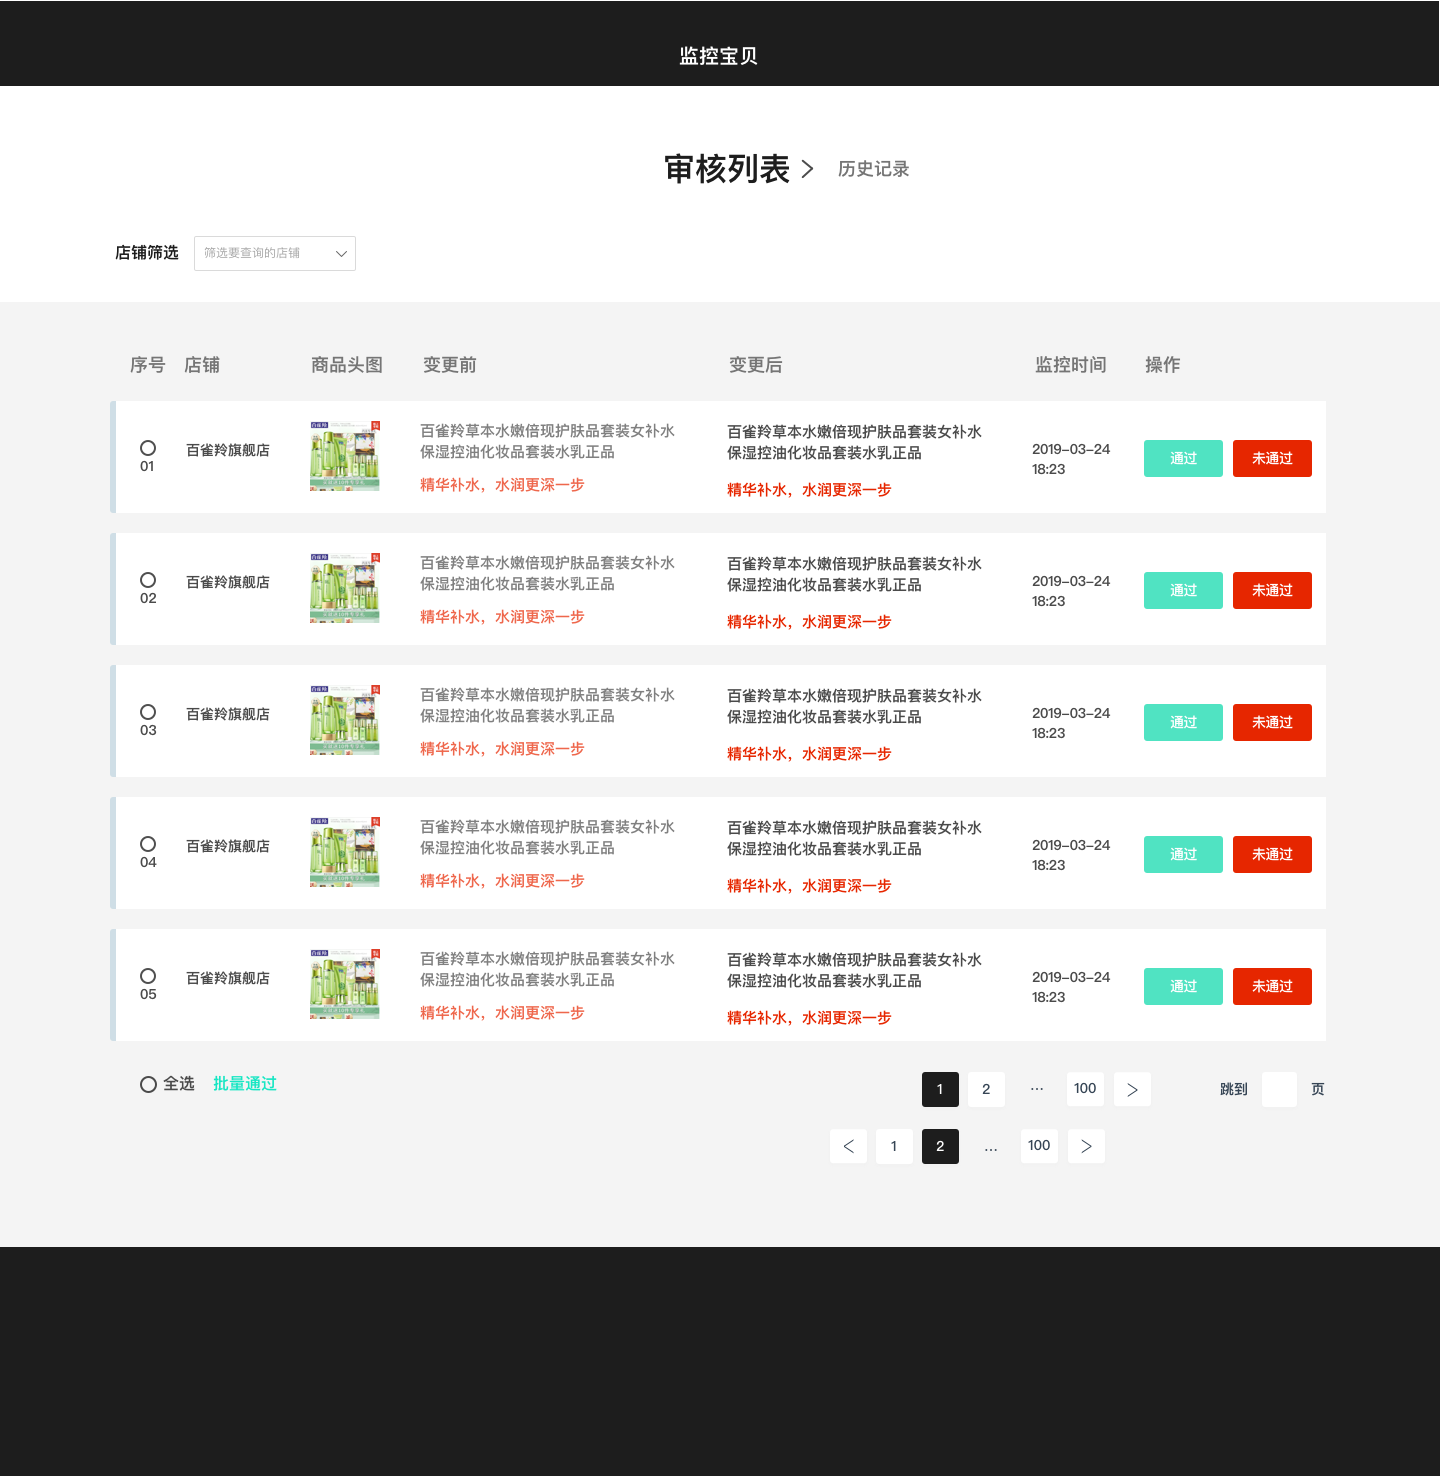 监控宝贝
审核列表 > 历史记录
店铺筛选 筛选要查询的店铺
序号 店铺 商品头图 变更前 变更后 监控时间 操作
百雀羚草本水嫩倍现护肤品套装女补水 百雀羚草本水嫩倍现护肤品套装女补水
01 百雀羚旗舰店 保湿控油化妆品套装水乳正品 保湿控油化妆品套装水乳正品 2019-03-24 18:23 通过 未通过
精华补水，水润更深一步 精华补水，水润更深一步
百雀羚草本水嫩倍现护肤品套装女补水 百雀羚草本水嫩倍现护肤品套装女补水
02 百雀羚旗舰店 保湿控油化妆品套装水乳正品 保湿控油化妆品套装水乳正品 2019-03-24 18:23 通过 未通过
精华补水，水润更深一步 精华补水，水润更深一步
百雀羚草本水嫩倍现护肤品套装女补水 百雀羚草本水嫩倍现护肤品套装女补水
03 百雀羚旗舰店 保湿控油化妆品套装水乳正品 保湿控油化妆品套装水乳正品 2019-03-24 18:23 通过 未通过
精华补水，水润更深一步 精华补水，水润更深一步
百雀羚草本水嫩倍现护肤品套装女补水 百雀羚草本水嫩倍现护肤品套装女补水
04 百雀羚旗舰店 保湿控油化妆品套装水乳正品 保湿控油化妆品套装水乳正品 2019-03-24 18:23 通过 未通过
精华补水，水润更深一步 精华补水，水润更深一步
百雀羚草本水嫩倍现护肤品套装女补水 百雀羚草本水嫩倍现护肤品套装女补水
05 百雀羚旗舰店 保湿控油化妆品套装水乳正品 保湿控油化妆品套装水乳正品 2019-03-24 18:23 通过 未通过
精华补水，水润更深一步 精华补水，水润更深一步
全选 批量通过 1 2 … 100 > 跳到 页
< 1 2 … 100 >